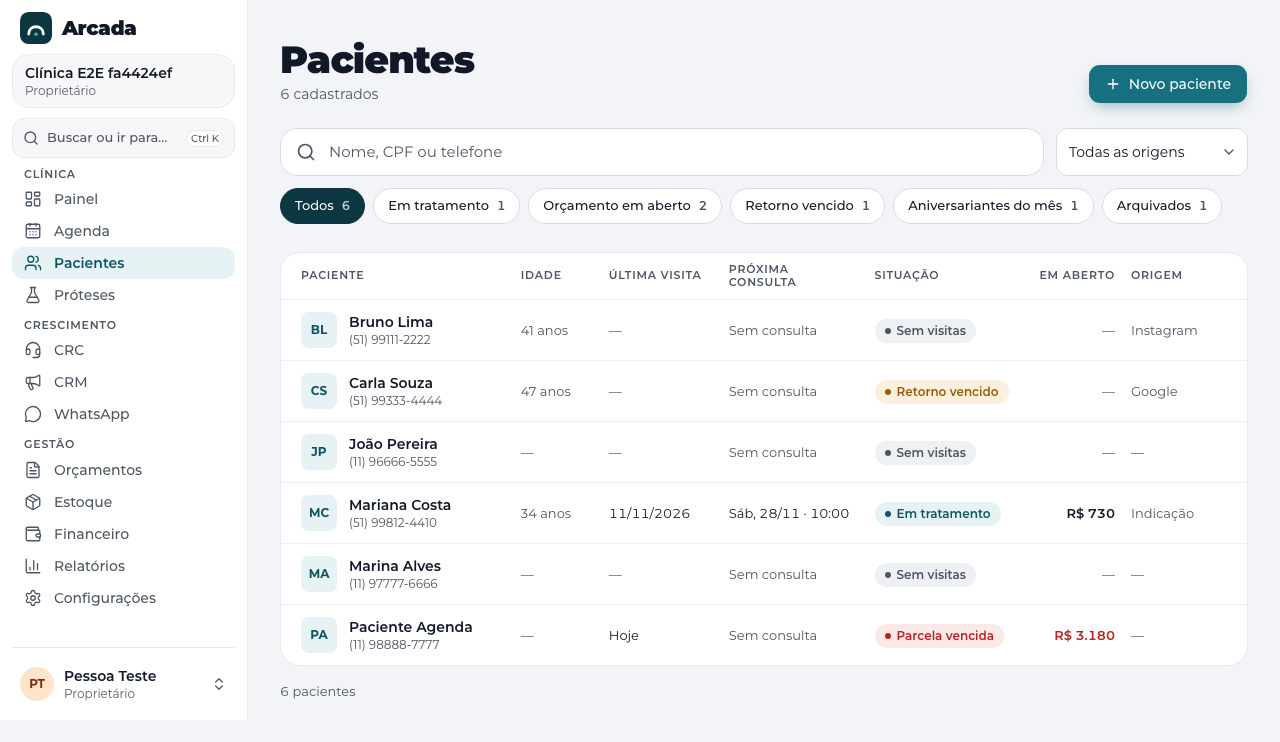 Arcada
Clínica E2E fa4424ef
Proprietário
Buscar ou ir para... Ctrl K
CLÍNICA
Painel
Agenda
Pacientes
Próteses
CRESCIMENTO
CRC
CRM
WhatsApp
GESTÃO
Orçamentos
Estoque
Financeiro
Relatórios
Configurações
PT Pessoa Teste
Proprietário
Pacientes
6 cadastrados
+ Novo paciente
Nome, CPF ou telefone
Todas as origens
Todos 6 Em tratamento 1 Orçamento em aberto 2 Retorno vencido 1 Aniversariantes do mês 1 Arquivados 1
PACIENTE IDADE ÚLTIMA VISITA PRÓXIMA CONSULTA SITUAÇÃO EM ABERTO ORIGEM
BL Bruno Lima 41 anos — Sem consulta Sem visitas — Instagram
(51) 99111-2222
CS Carla Souza 47 anos — Sem consulta Retorno vencido — Google
(51) 99333-4444
JP João Pereira — — Sem consulta Sem visitas — —
(11) 96666-5555
MC Mariana Costa 34 anos 11/11/2026 Sáb, 28/11 · 10:00 Em tratamento R$ 730 Indicação
(51) 99812-4410
MA Marina Alves — — Sem consulta Sem visitas — —
(11) 97777-6666
PA Paciente Agenda — Hoje Sem consulta Parcela vencida R$ 3.180 —
(11) 98888-7777
6 pacientes